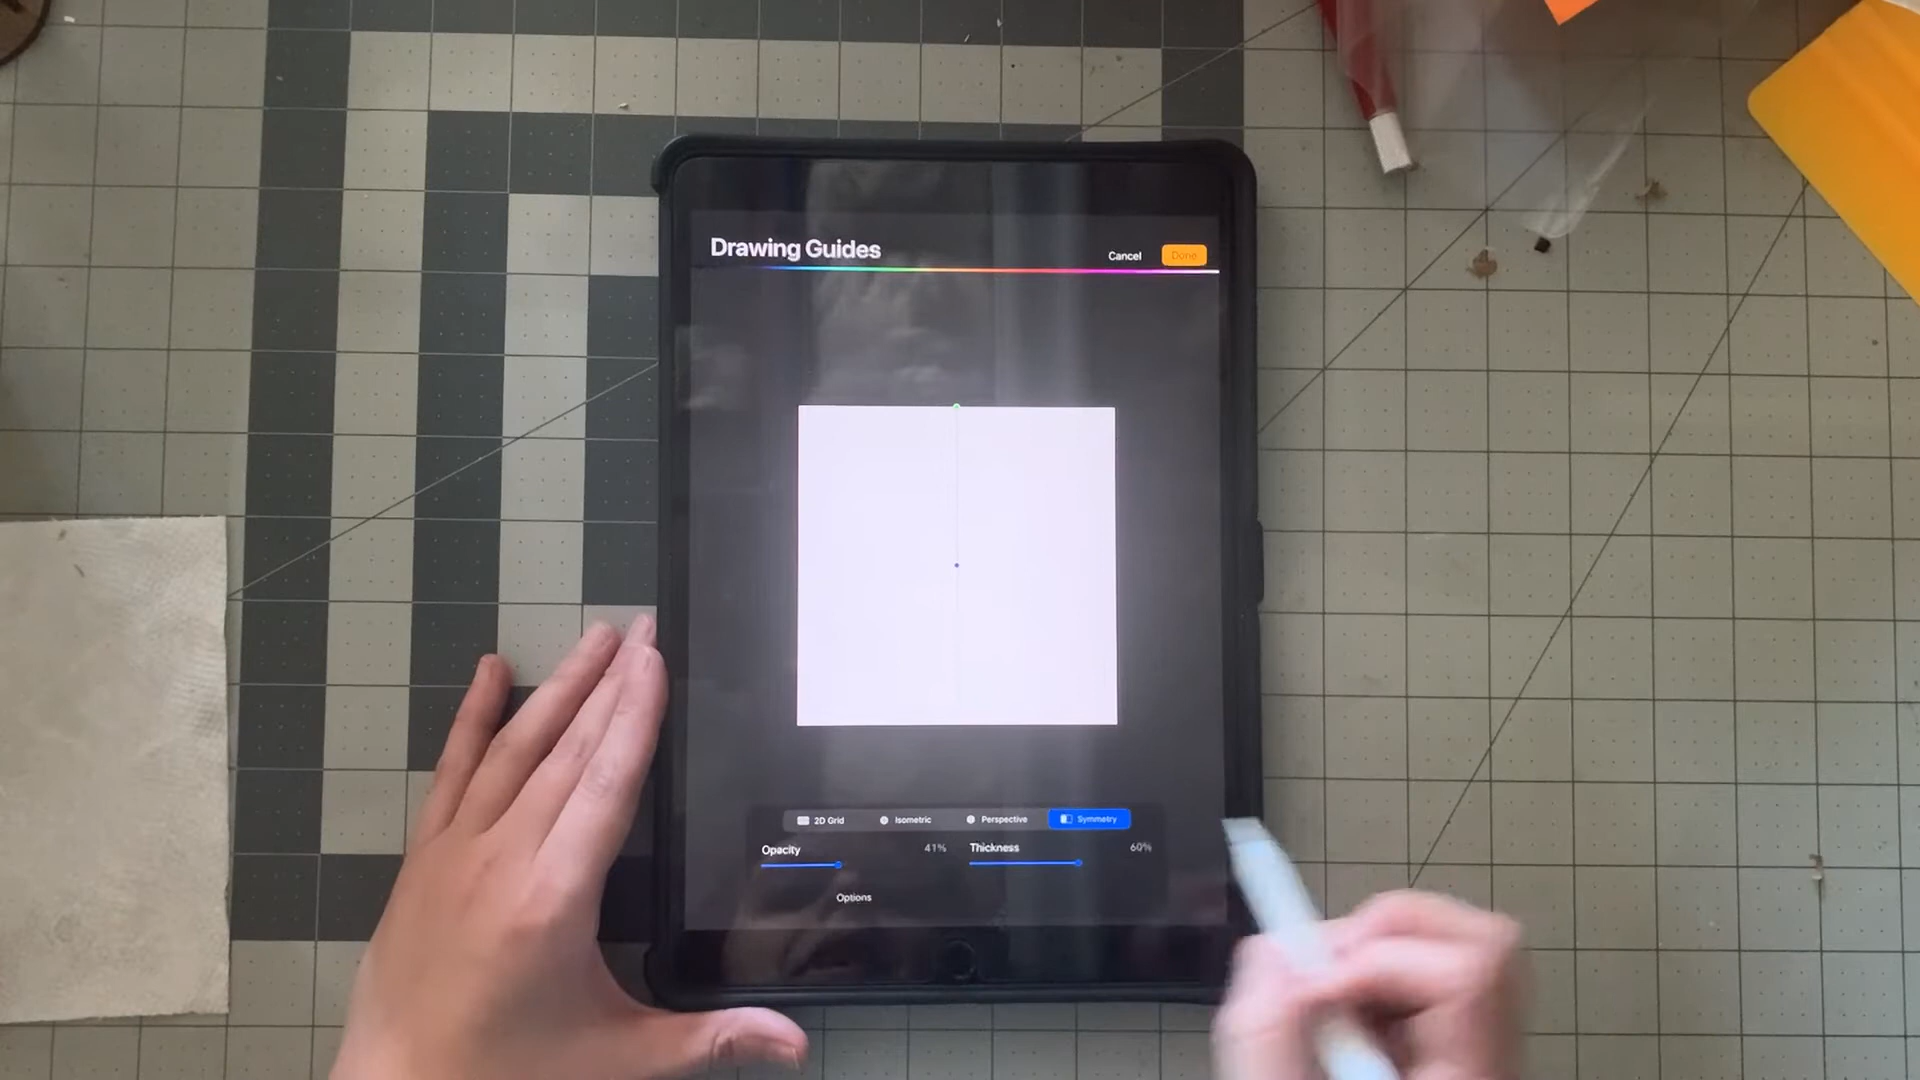 Drawing Guides
Cancel Done
2D Grid Isometric Perspective Symmetry
Opacity 41% Thickness 60%
Options